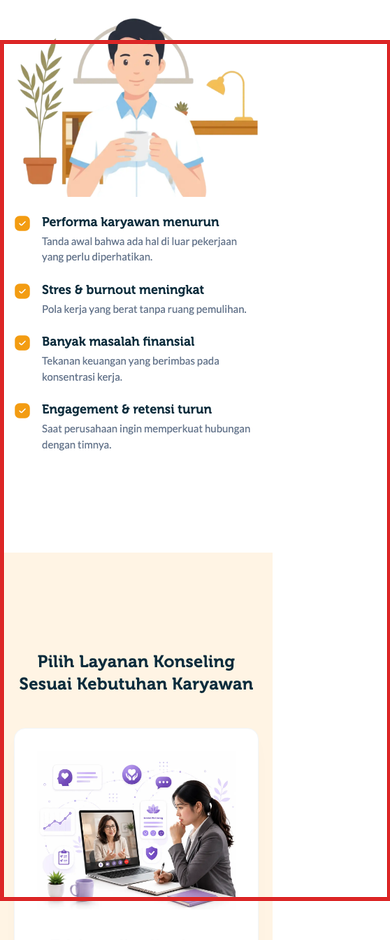 Performa karyawan menurun
Tanda awal bahwa ada hal di luar pekerjaan
yang perlu diperhatikan.
Stres & burnout meningkat
Pola kerja yang berat tanpa ruang pemulihan.
Banyak masalah finansial
Tekanan keuangan yang berimbas pada
konsentrasi kerja.
Engagement & retensi turun
Saat perusahaan ingin memperkuat hubungan
dengan timnya.
Pilih Layanan Konseling
Sesuai Kebutuhan Karyawan